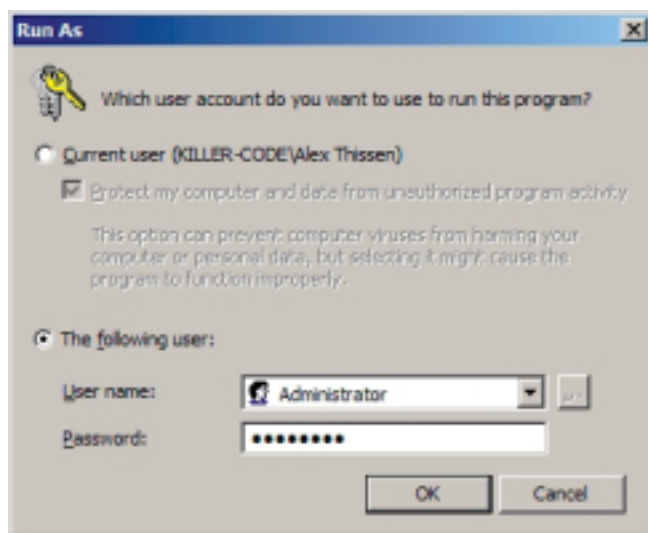 Run As
Which user account do you want to use to run this program?
Current user (KILLER-CODE\Alex Thissen)
Protect my computer and data from unauthorized program activity
This option can prevent computer viruses from harming your
computer or personal data, but selecting it might cause the
program to function improperly.
The following user:
User name:
Administrator
...
Password:
••••••••
OK
Cancel